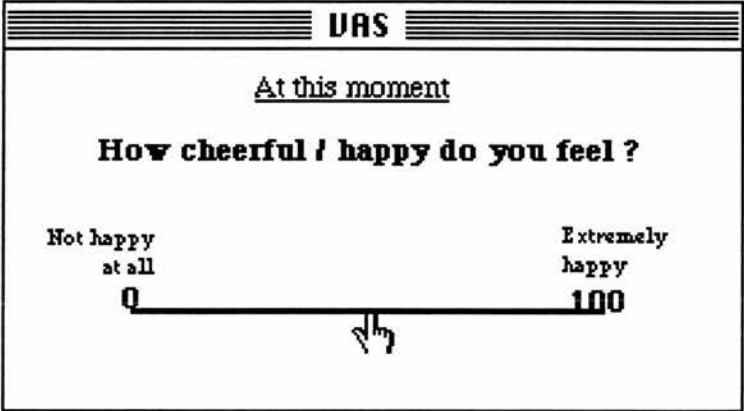 VAS
At this moment
How cheerful / happy do you feel ?
Not happy
at all
Extremely
happy
0
100